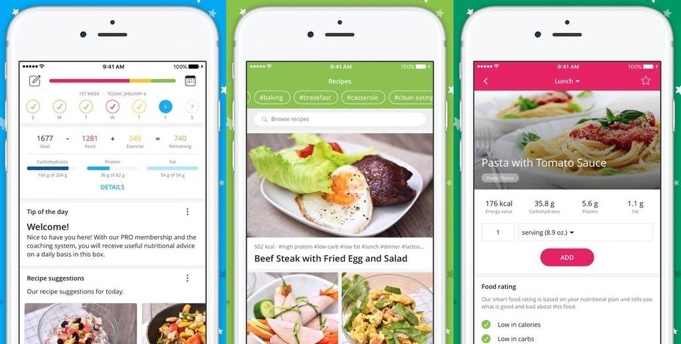 9:41 AM
100%
1ST WEEK
TODAY, JANUARY 6
S M T W T F S
1677 - 1281 + 345 = 740
Goal Food Exercise Remaining
Carbohydrates Protein Fat
DETAILS
Tip of the day
Welcome!
Nice to have you here! With our PRO membership and the
coaching system, you will receive useful nutritional advice
on a daily basis in this box.
Recipe suggestions
Our recipe suggestions for today.
9:41 AM
100%
Recipes
#baking #breakfast #casserole #clean eating
Browse recipes
502 kcal · #high protein #low carb #low fat #lunch #dinner #lactos...
Beef Steak with Fried Egg and Salad
9:41 AM
100%
Lunch
Pasta with Tomato Sauce
176 kcal 35.8 g 5.6 g 1.1 g
Energy value Carbohydrates Protein Fat
1 serving (8.9 oz.)
ADD
Food rating
Our smart food rating is based on your nutritional plan and tells you
what is good and bad about this food.
Low in calories
Low in carbs